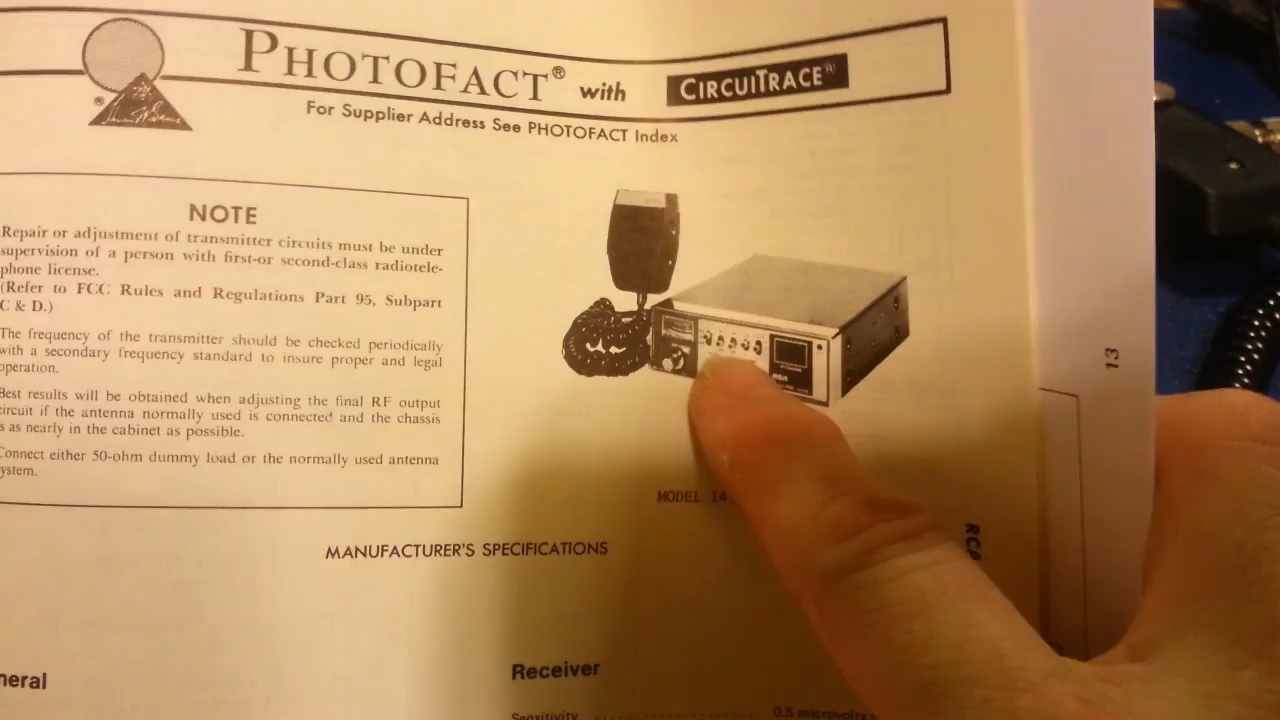 PHOTOFACT® with CIRCUITRACE®
For Supplier Address See PHOTOFACT Index
NOTE
Repair or adjustment of transmitter circuits must be under
supervision of a person with first-or second-class radiotele-
phone license.
(Refer to FCC Rules and Regulations Part 95, Subpart
C & D.)
The frequency of the transmitter should be checked periodically
with a secondary frequency standard to insure proper and legal
operation.
Best results will be obtained when adjusting the final RF output
circuit if the antenna normally used is connected and the chassis
is as nearly in the cabinet as possible.
Connect either 50-ohm dummy load or the normally used antenna
system.
RCA
MODEL 14
MANUFACTURER'S SPECIFICATIONS
neral
Receiver
Sensitivity 0.5 microvolts
13
RCA